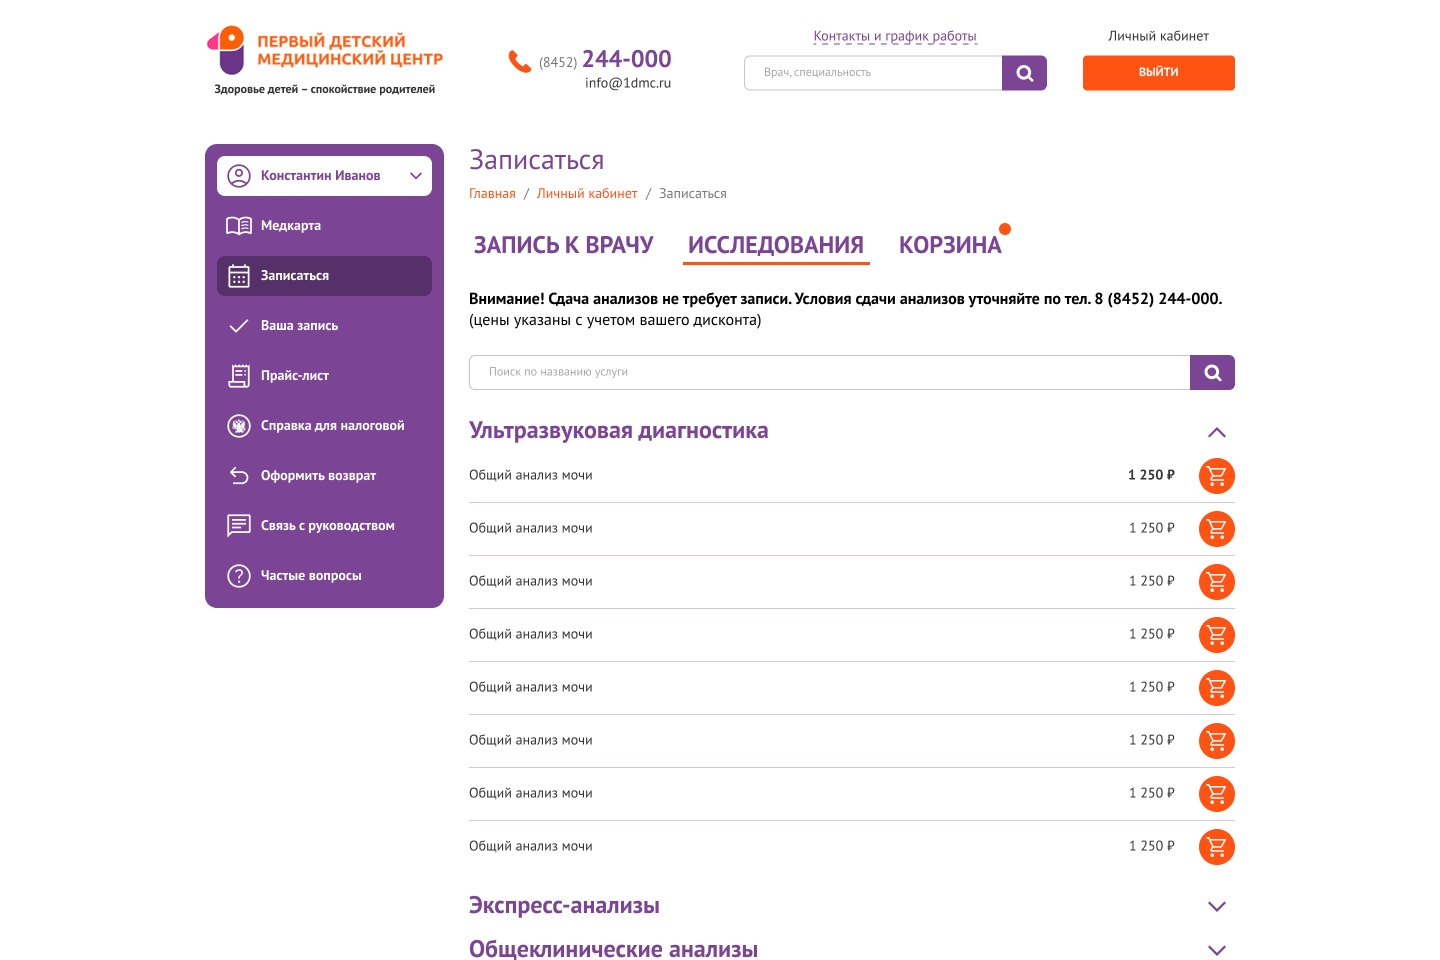 ПЕРВЫЙ ДЕТСКИЙ
МЕДИЦИНСКИЙ ЦЕНТР
Здоровье детей – спокойствие родителей
(8452) 244-000
info@1dmc.ru
Контакты и график работы
Врач, специальность
Личный кабинет
ВЫЙТИ
Константин Иванов
Медкарта
Записаться
Ваша запись
Прайс-лист
Справка для налоговой
Оформить возврат
Связь с руководством
Частые вопросы
Записаться
Главная / Личный кабинет / Записаться
ЗАПИСЬ К ВРАЧУ ИССЛЕДОВАНИЯ КОРЗИНА
Внимание! Сдача анализов не требует записи. Условия сдачи анализов уточняйте по тел. 8 (8452) 244-000.
(цены указаны с учетом вашего дисконта)
Поиск по названию услуги
Ультразвуковая диагностика
Общий анализ мочи 1 250 ₽
Общий анализ мочи 1 250 ₽
Общий анализ мочи 1 250 ₽
Общий анализ мочи 1 250 ₽
Общий анализ мочи 1 250 ₽
Общий анализ мочи 1 250 ₽
Общий анализ мочи 1 250 ₽
Общий анализ мочи 1 250 ₽
Экспресс-анализы
Общеклинические анализы